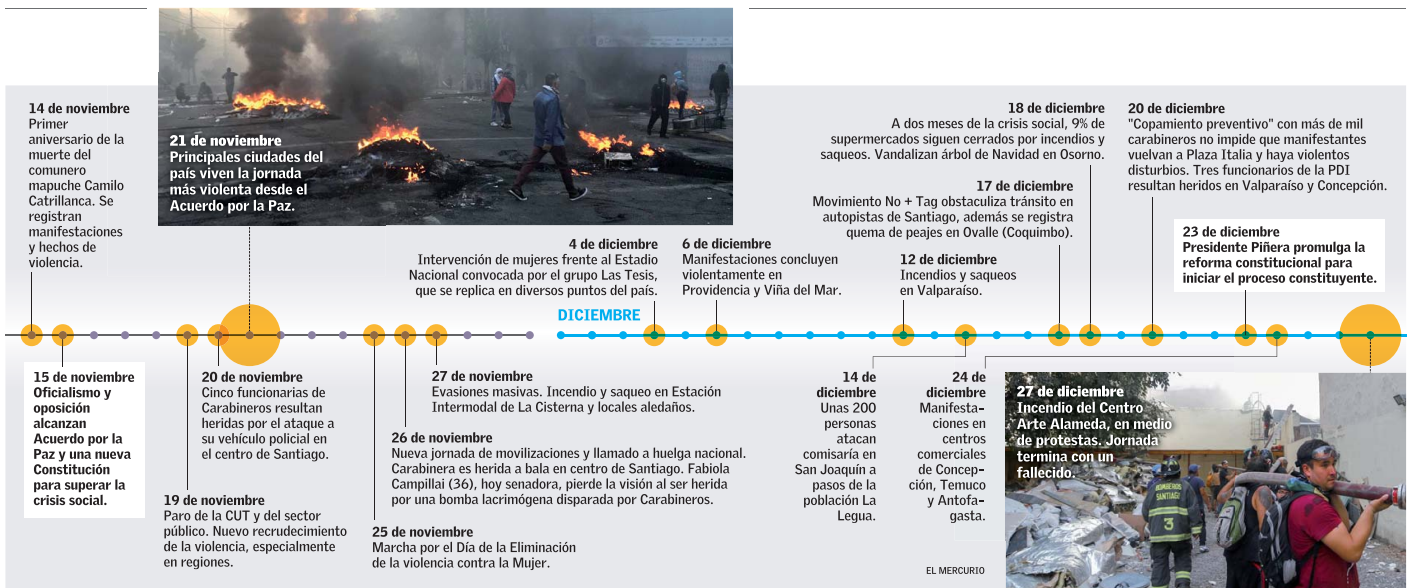 14 de noviembre
Primer
aniversario de la
muerte del
comunero
mapuche Camilo
Catrillanca. Se
registran
manifestaciones
y hechos de
violencia.
15 de noviembre
Oficialismo y
oposición
alcanzan
Acuerdo por la
Paz y una nueva
Constitución
para superar la
crisis social.
19 de noviembre
Paro de la CUT y del sector
público. Nuevo recrudecimiento
de la violencia, especialmente
en regiones.
20 de noviembre
Cinco funcionarias de
Carabineros resultan
heridas por el ataque a
su vehículo policial en
el centro de Santiago.
21 de noviembre
Principales ciudades del
país viven la jornada
más violenta desde el
Acuerdo por la Paz.
25 de noviembre
Marcha por el Día de la Eliminación
de la violencia contra la Mujer.
26 de noviembre
Nueva jornada de movilizaciones y llamado a huelga nacional.
Carabinera es herida a bala en centro de Santiago. Fabiola
Campillai (36), hoy senadora, pierde la visión al ser herida
por una bomba lacrimógena disparada por Carabineros.
27 de noviembre
Evasiones masivas. Incendio y saqueo en Estación
Intermodal de La Cisterna y locales aledaños.
DICIEMBRE
4 de diciembre
Intervención de mujeres frente al Estadio
Nacional convocada por el grupo Las Tesis,
que se replica en diversos puntos del país.
6 de diciembre
Manifestaciones concluyen
violentamente en
Providencia y Viña del Mar.
12 de diciembre
Incendios y saqueos
en Valparaíso.
14 de
diciembre
Unas 200
personas
atacan
comisaría en
San Joaquín a
pasos de la
población La
Legua.
17 de diciembre
Movimiento No + Tag obstaculiza tránsito en
autopistas de Santiago, además se registra
quema de peajes en Ovalle (Coquimbo).
18 de diciembre
A dos meses de la crisis social, 9% de
supermercados siguen cerrados por incendios y
saqueos. Vandalizan árbol de Navidad en Osorno.
20 de diciembre
"Copamiento preventivo" con más de mil
carabineros no impide que manifestantes
vuelvan a Plaza Italia y haya violentos
disturbios. Tres funcionarios de la PDI
resultan heridos en Valparaíso y Concepción.
23 de diciembre
Presidente Piñera promulga la
reforma constitucional para
iniciar el proceso constituyente.
24 de
diciembre
Manifesta-
ciones en
centros
comerciales
de Concep-
ción, Temuco
y Antofa-
gasta.
27 de diciembre
Incendio del Centro
Arte Alameda, en medio
de protestas. Jornada
termina con un
fallecido.
BOMBEROS
SANTIAGO
3
EL MERCURIO